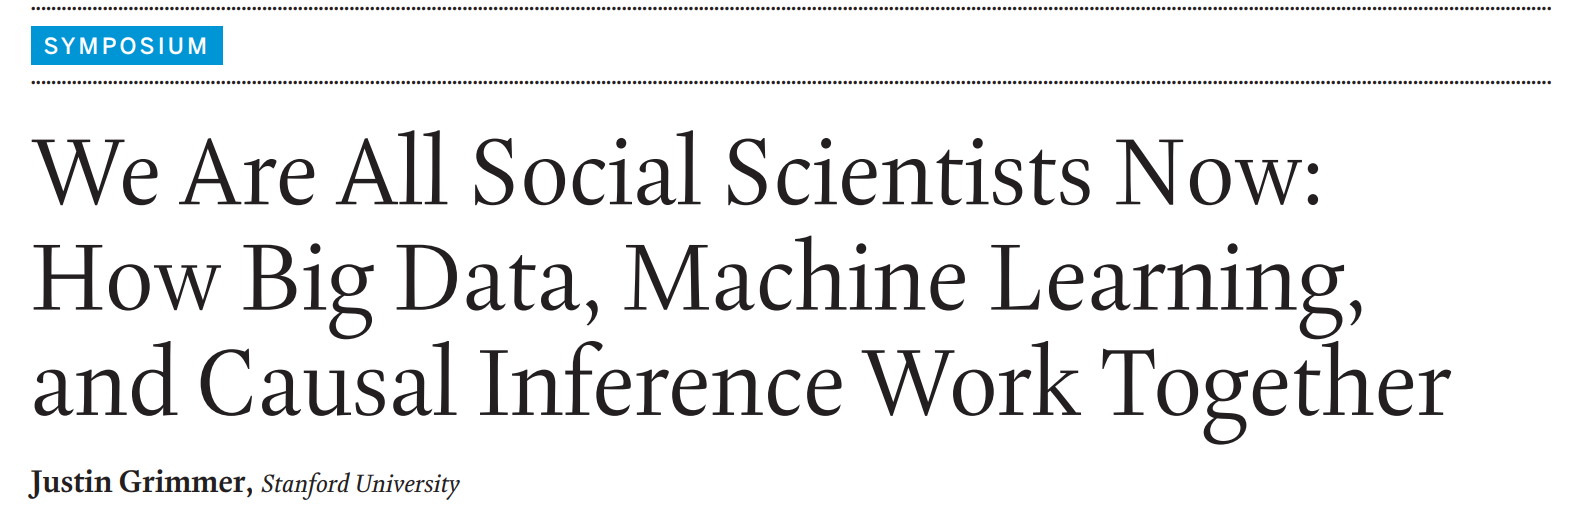 SYMPOSIUM
We Are All Social Scientists Now:
How Big Data, Machine Learning,
and Causal Inference Work Together
Justin Grimmer, Stanford University